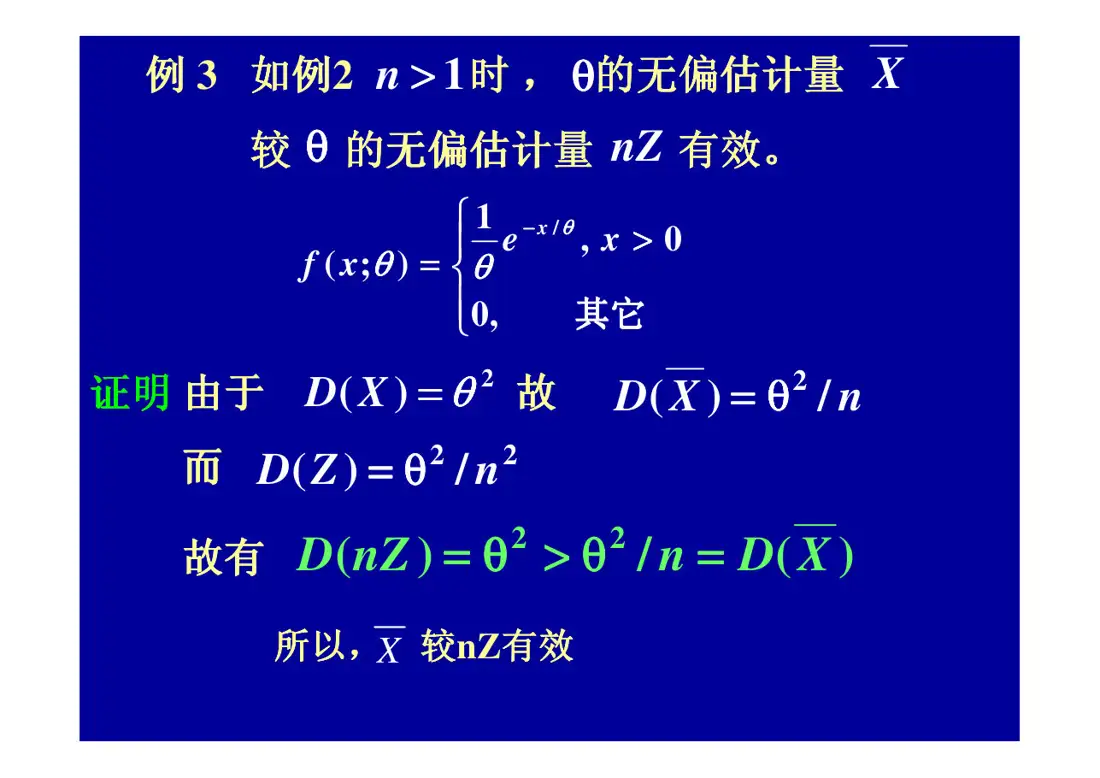 例 3 如例2 n > 1时 ， θ的无偏估计量 X̅
较 θ 的无偏估计量 nZ 有效。
f(x;θ) = { 1/θ e^{-x/θ}, x > 0
0, 其它
证明 由于 D(X) = θ² 故 D(X̅) = θ² / n
而 D(Z) = θ² / n²
故有 D(nZ) = θ² > θ² / n = D(X̅)
所以，X̅ 较nZ有效